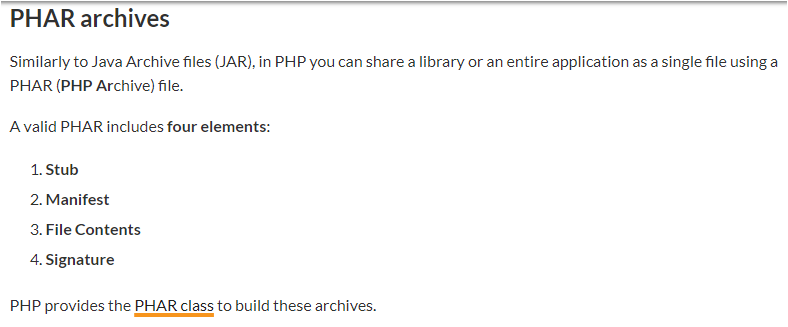 PHAR archives
Similarly to Java Archive files (JAR), in PHP you can share a library or an entire application as a single file using a
PHAR (PHP Archive) file.
A valid PHAR includes four elements:
1. Stub
2. Manifest
3. File Contents
4. Signature
PHP provides the PHAR class to build these archives.